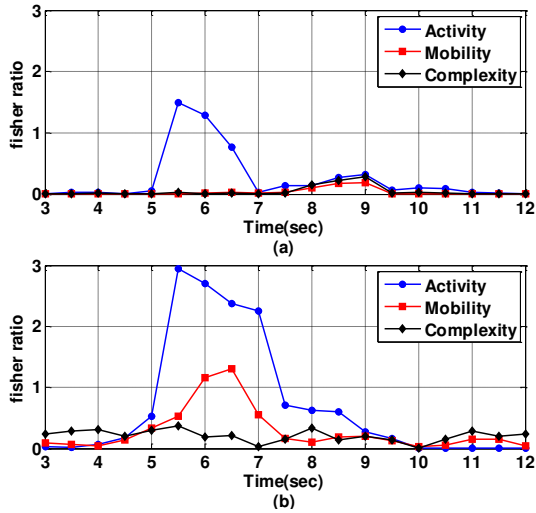 3
2
1
0
fisher ratio
Activity
Mobility
Complexity
3 4 5 6 7 8 9 10 11 12
Time(sec)
(a)
3
2
1
0
fisher ratio
Activity
Mobility
Complexity
3 4 5 6 7 8 9 10 11 12
Time(sec)
(b)